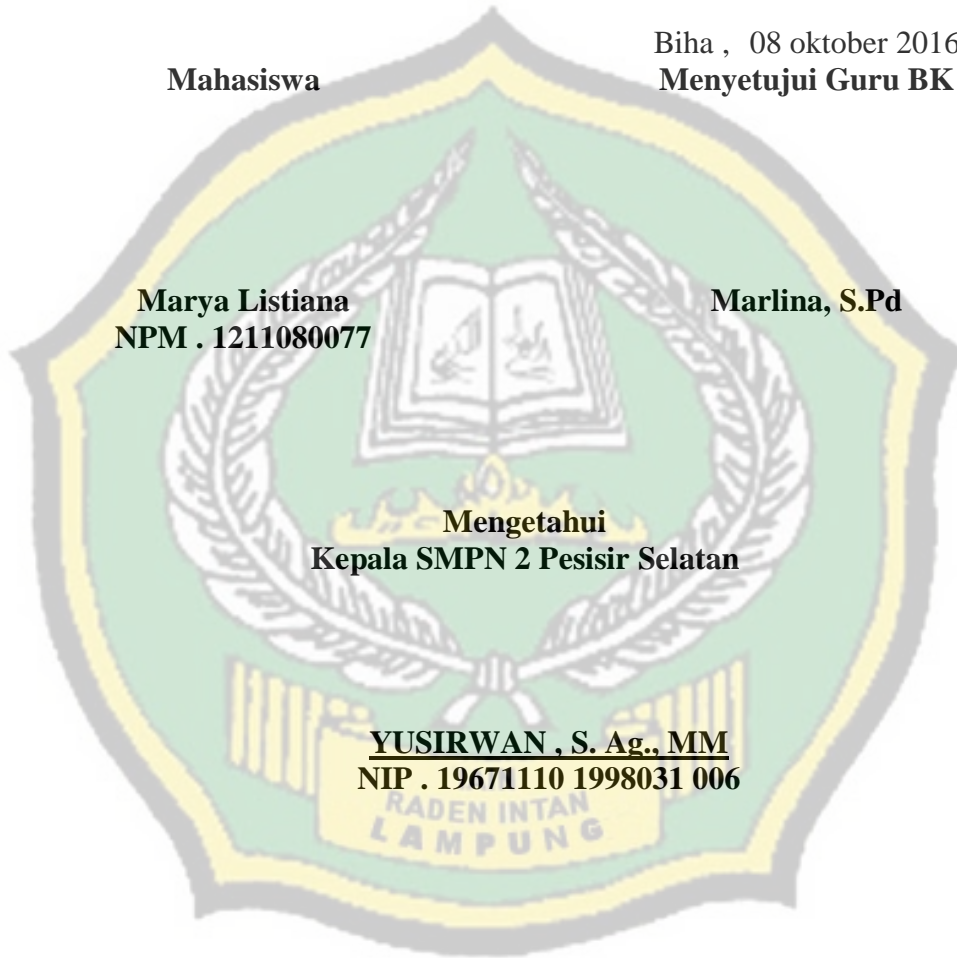 Biha , 08 oktober 2016
Mahasiswa Menyetujui Guru BK
Marya Listiana Marlina, S.Pd
NPM . 1211080077
Mengetahui
Kepala SMPN 2 Pesisir Selatan
YUSIRWAN , S. Ag., MM
NIP . 19671110 1998031 006
RADEN INTAN
LAMPUNG